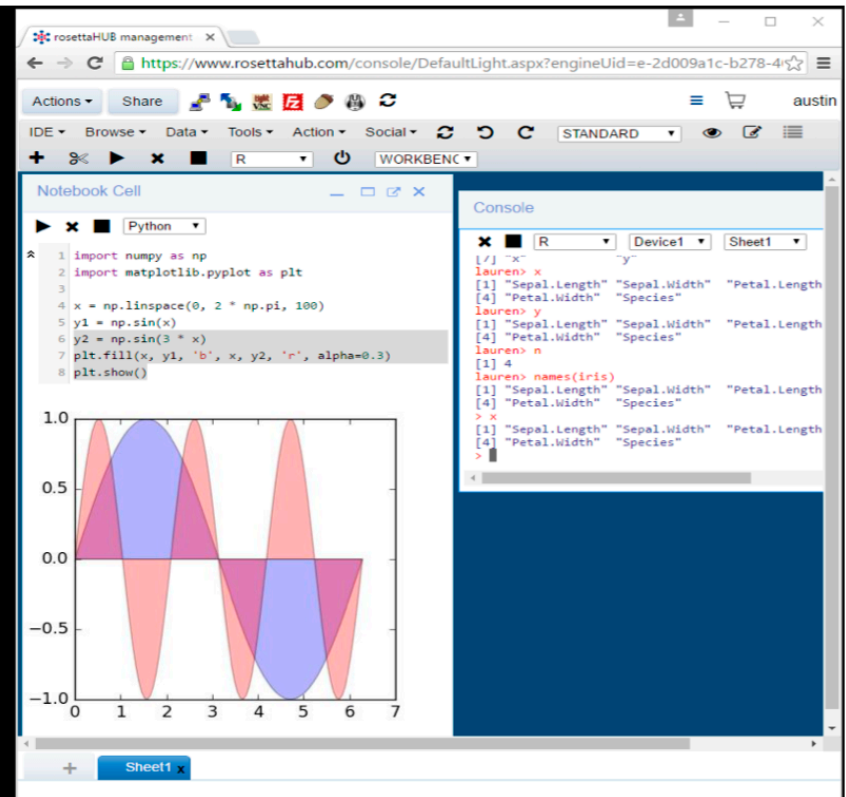 rosettaHUB management
https://www.rosettahub.com/console/DefaultLight.aspx?engineUid=e-2d009a1c-b278-4
Actions Share austin
IDE Browse Data Tools Action Social STANDARD
R WORKBENC
Notebook Cell
Python
1 import numpy as np
2 import matplotlib.pyplot as plt
3
4 x = np.linspace(0, 2 * np.pi, 100)
5 y1 = np.sin(x)
6 y2 = np.sin(3 * x)
7 plt.fill(x, y1, 'b', x, y2, 'r', alpha=0.3)
8 plt.show()
1.0
0.5
0.0
−0.5
−1.0
0 1 2 3 4 5 6 7
Console
R Device1 Sheet1
[7] "x" "y"
lauren> x
[1] "Sepal.Length" "Sepal.Width" "Petal.Length
[4] "Petal.Width" "Species"
lauren> y
[1] "Sepal.Length" "Sepal.Width" "Petal.Length
[4] "Petal.Width" "Species"
lauren> n
[1] 4
lauren> names(iris)
[1] "Sepal.Length" "Sepal.Width" "Petal.Length
[4] "Petal.Width" "Species"
> x
[1] "Sepal.Length" "Sepal.Width" "Petal.Length
[4] "Petal.Width" "Species"
>
Sheet1 x